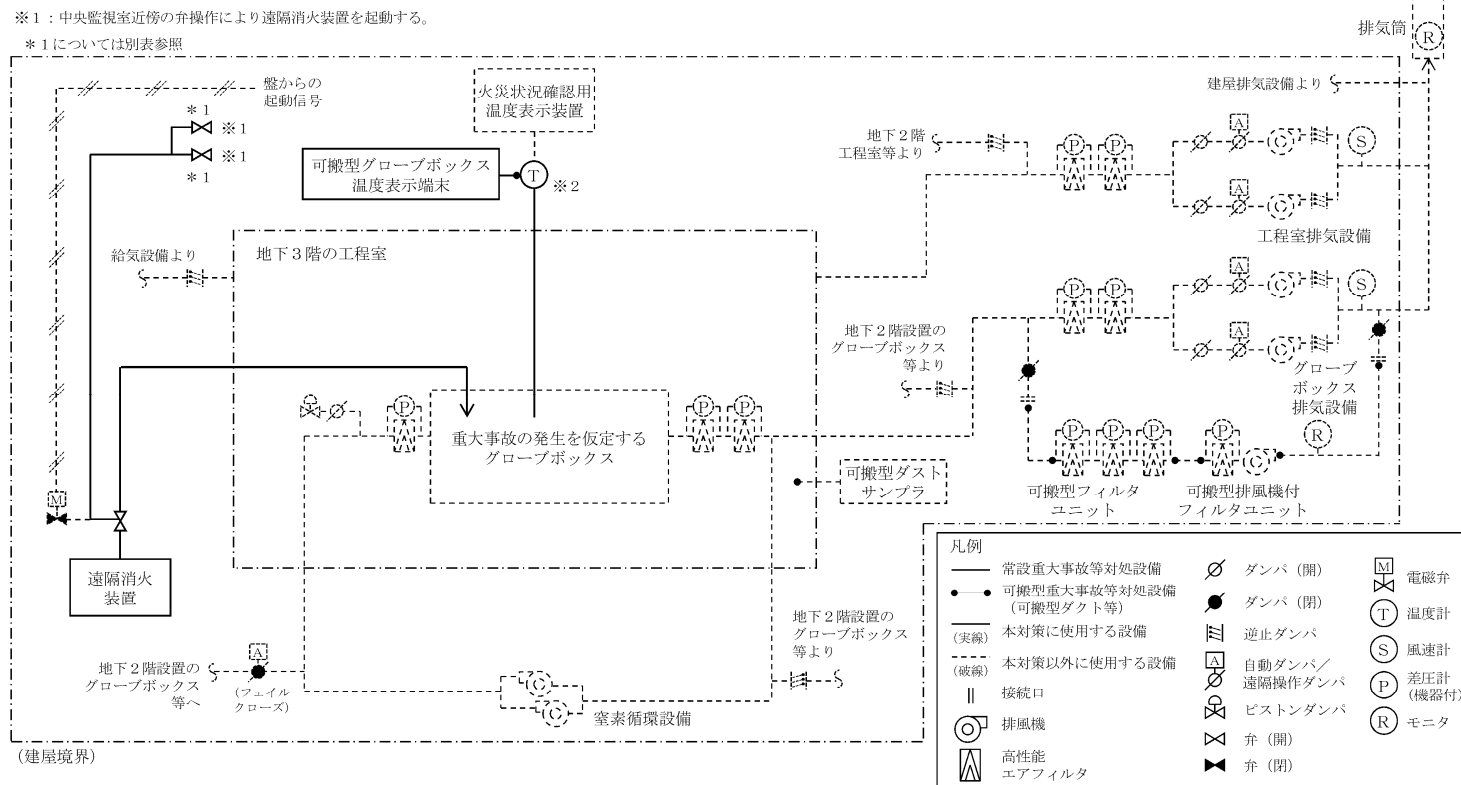 ※1：中央監視室近傍の弁操作により遠隔消火装置を起動する。
＊1については別表参照
排気筒
R
盤からの
起動信号
＊1
※1
※1
＊1
火災状況確認用
温度表示装置
可搬型グローブボックス
温度表示端末
T
※2
建屋排気設備より
地下2階
工程室等より
P
P
A
A
S
工程室排気設備
給気設備より
地下3階の工程室
P
P
A
A
S
グローブ
ボックス
排気設備
地下2階設置の
グローブボックス
等より
P
重大事故の発生を仮定する
グローブボックス
P
P
可搬型ダスト
サンプラ
P
P
P
P
R
可搬型フィルタ
ユニット
可搬型排風機付
フィルタユニット
M
遠隔消火
装置
地下2階設置の
グローブボックス
等へ
A
(フェイル
クローズ)
窒素循環設備
地下2階設置の
グローブボックス
等より
(建屋境界)
凡例
常設重大事故等対処設備
可搬型重大事故等対処設備
(可搬型ダクト等)
(実線)
本対策に使用する設備
(破線)
本対策以外に使用する設備
接続口
排風機
高性能
エアフィルタ
ダンパ（開）
ダンパ（閉）
逆止ダンパ
A
自動ダンパ／
遠隔操作ダンパ
ピストンダンパ
弁（開）
弁（閉）
M
電磁弁
T
温度計
S
風速計
P
差圧計
(機器付)
R
モニタ